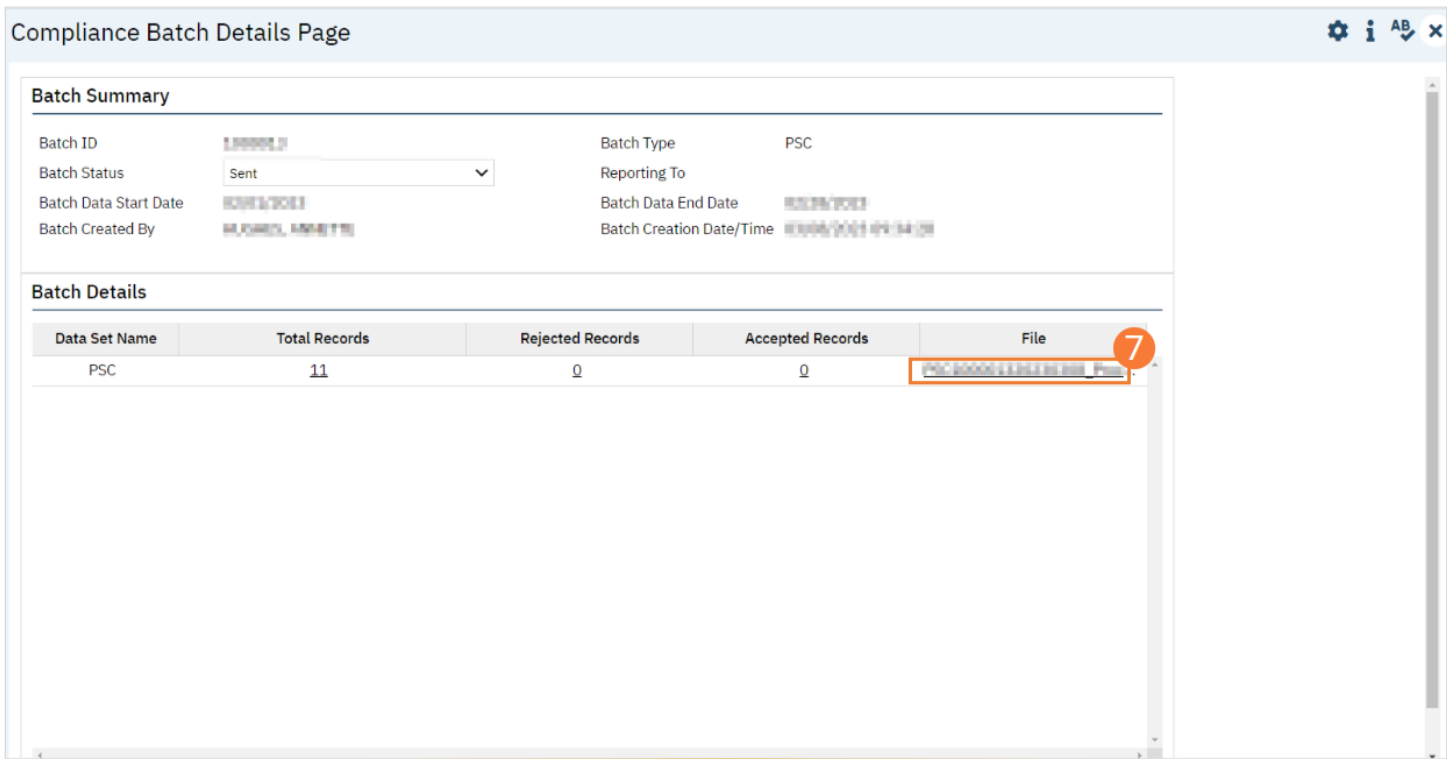 Compliance Batch Details Page
AB
Batch Summary
Batch ID Batch Type PSC
Batch Status Sent Reporting To
Batch Data Start Date Batch Data End Date
Batch Created By Batch Creation Date/Time
Batch Details
Data Set Name Total Records Rejected Records Accepted Records File
7
PSC 11 0 0